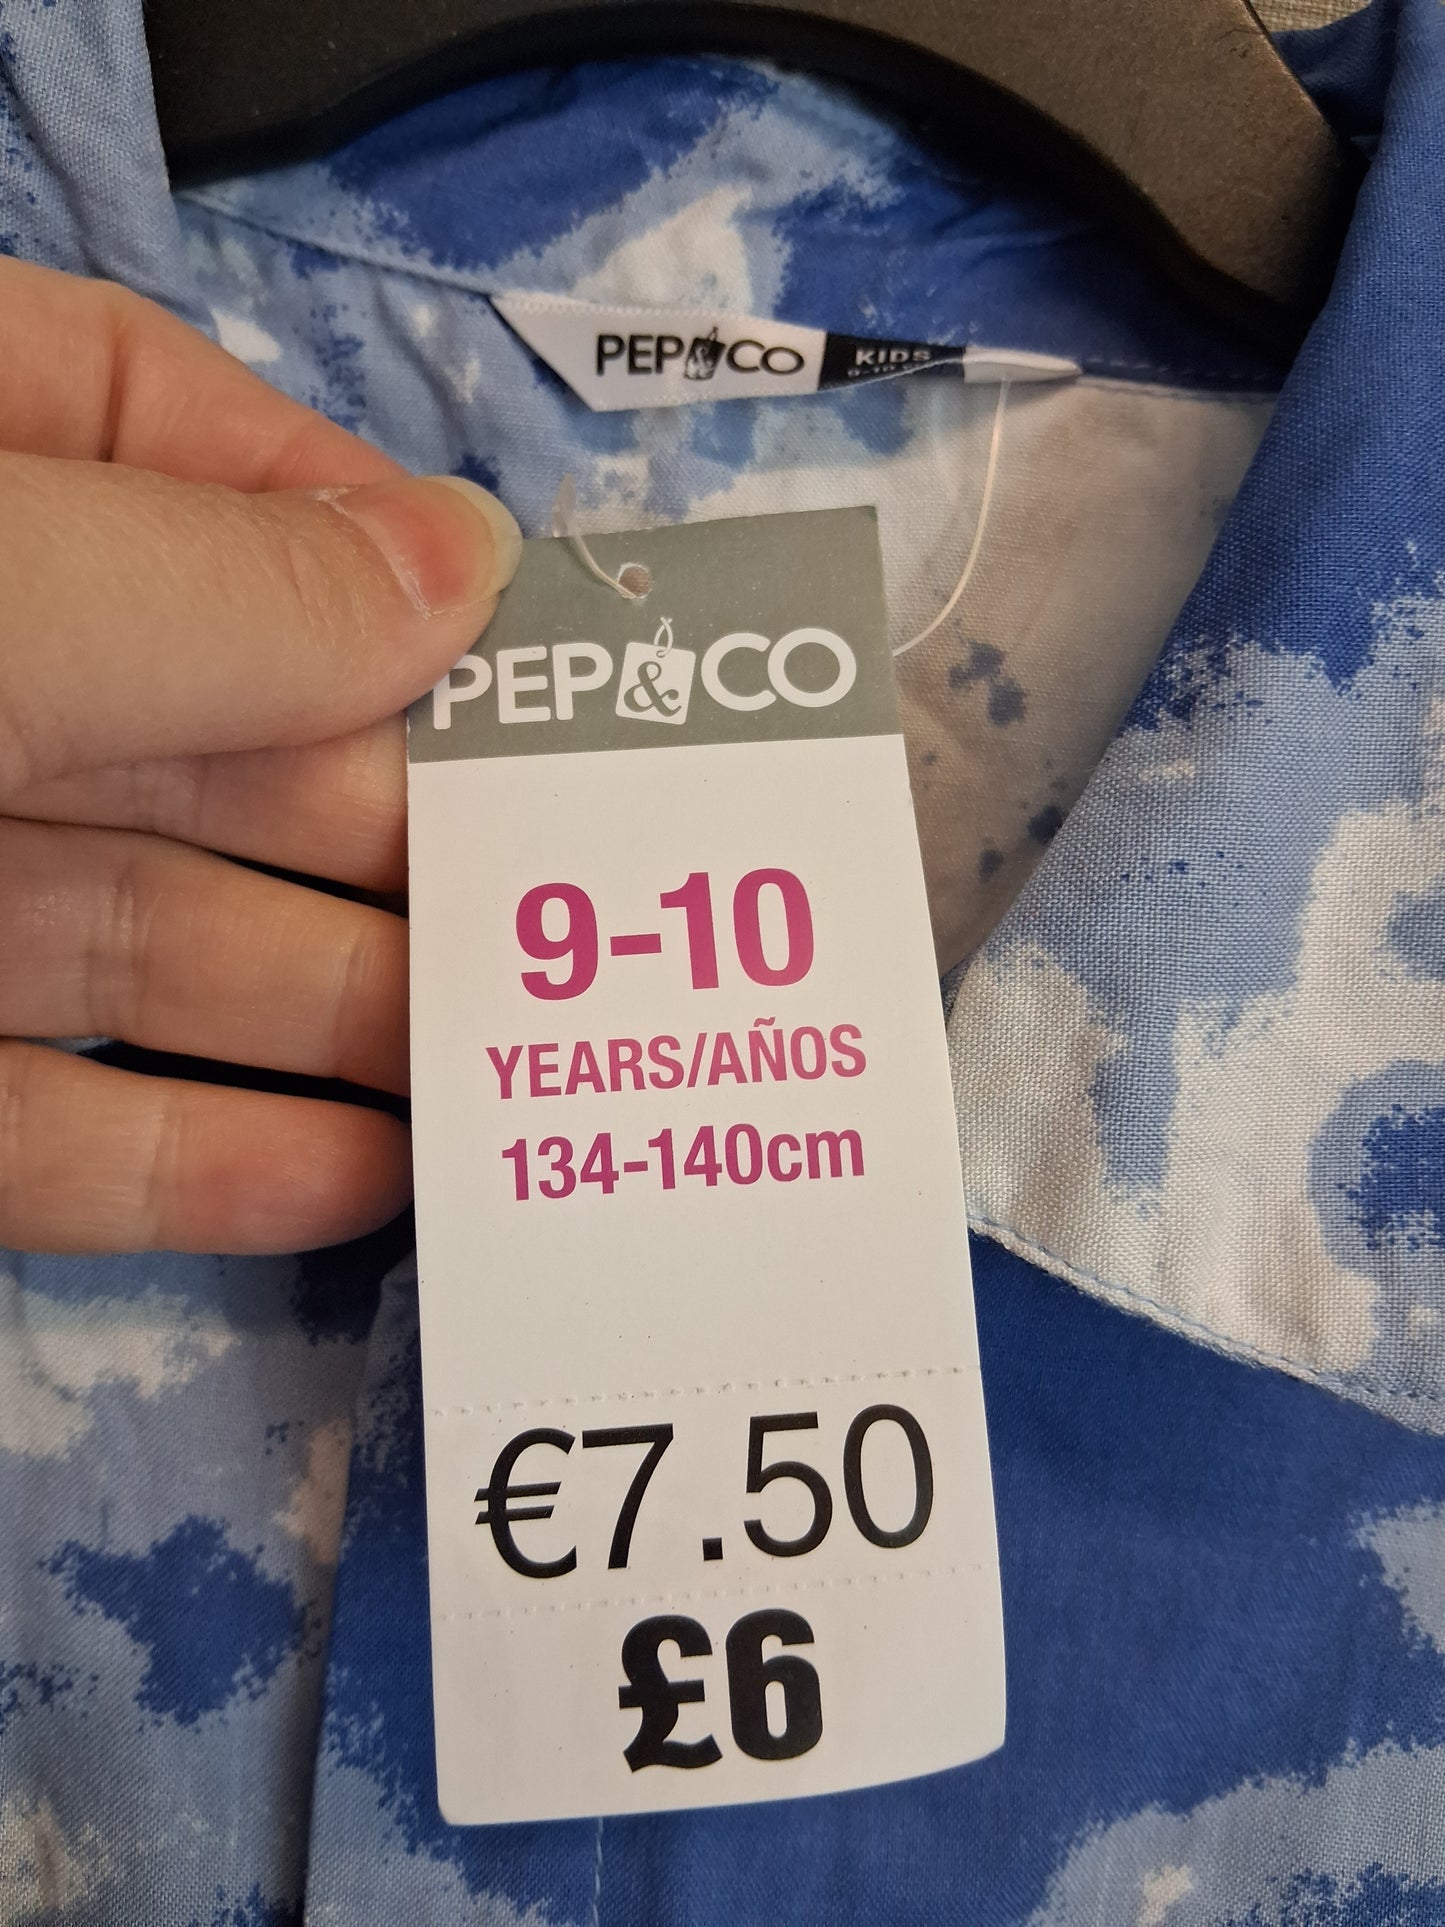 PEP&CO KIDS
PEP&CO
9-10
YEARS/AÑOS
134-140cm
€7.50
£6